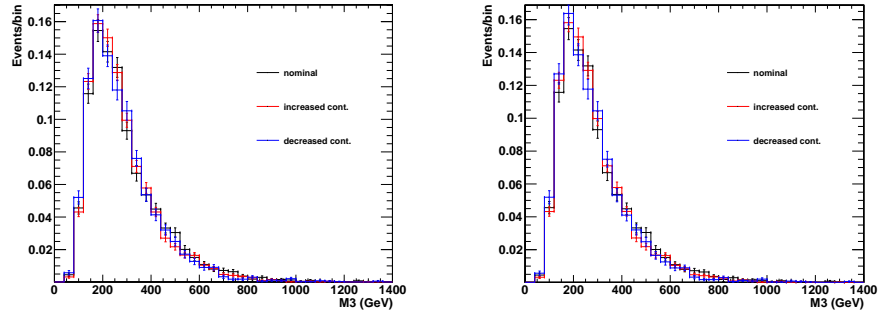 Events/bin
0.16
0.14
0.12
0.1
0.08
0.06
0.04
0.02
nominal
increased cont.
decreased cont.
0 200 400 600 800 1000 1200 1400
M3 (GeV)
Events/bin
0.16
0.14
0.12
0.1
0.08
0.06
0.04
0.02
nominal
increased cont.
decreased cont.
0 200 400 600 800 1000 1200 1400
M3 (GeV)